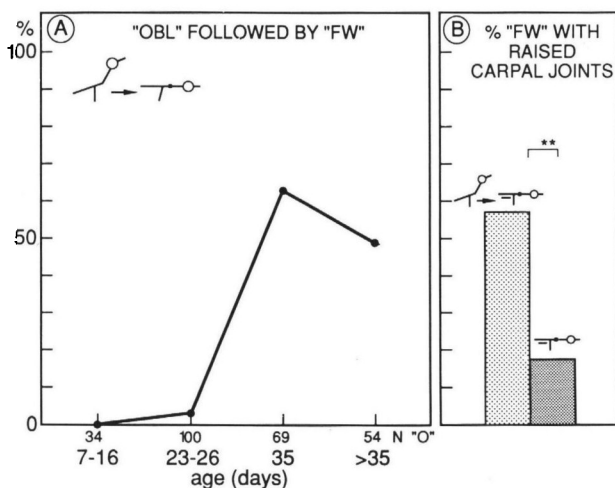 % A "OBL" FOLLOWED BY "FW"
100
50
0
34 100 69 54 N "O"
7-16 23-26 35 >35
age (days)
B % "FW" WITH
RAISED
CARPAL JOINTS
**